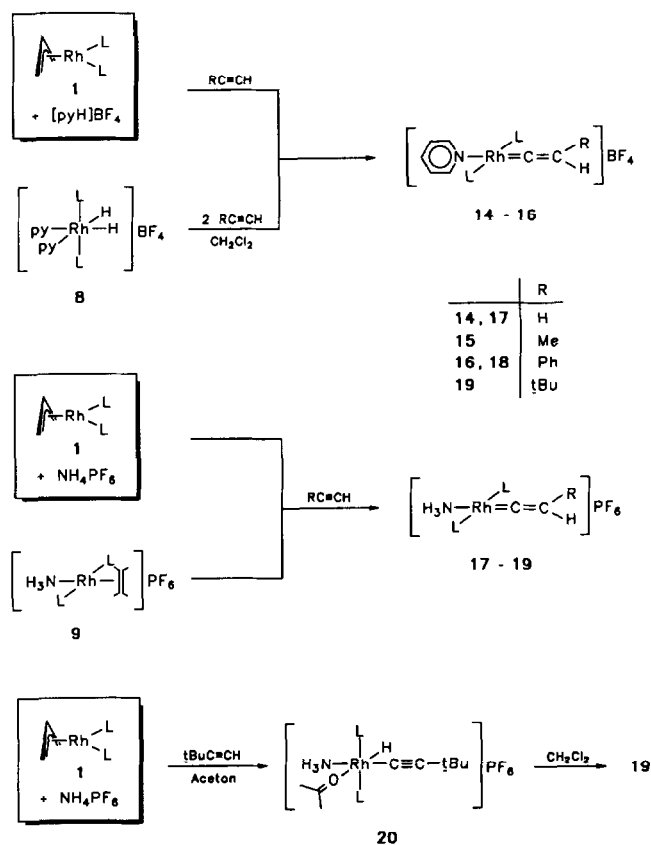 Rh L L
1
+ [pyH]BF₄
RC≡CH
[ N-Rh=C=C R H L L ]BF₄
14 - 16
[ py py Rh H H L L ] BF₄
2 RC≡CH
CH₂Cl₂
8
R
14, 17 H
15 Me
16, 18 Ph
19 tBu
Rh L L
1
+ NH₄PF₆
RC≡CH
[ H₃N-Rh=C=C R H L L ]PF₆
17 - 19
[ H₃N-Rh L L ]PF₆
9
Rh L L
1
+ NH₄PF₆
tBuC≡CH
Aceton
[ H₃N-Rh-C≡C-tBu H O L L ]PF₆
CH₂Cl₂
19
20